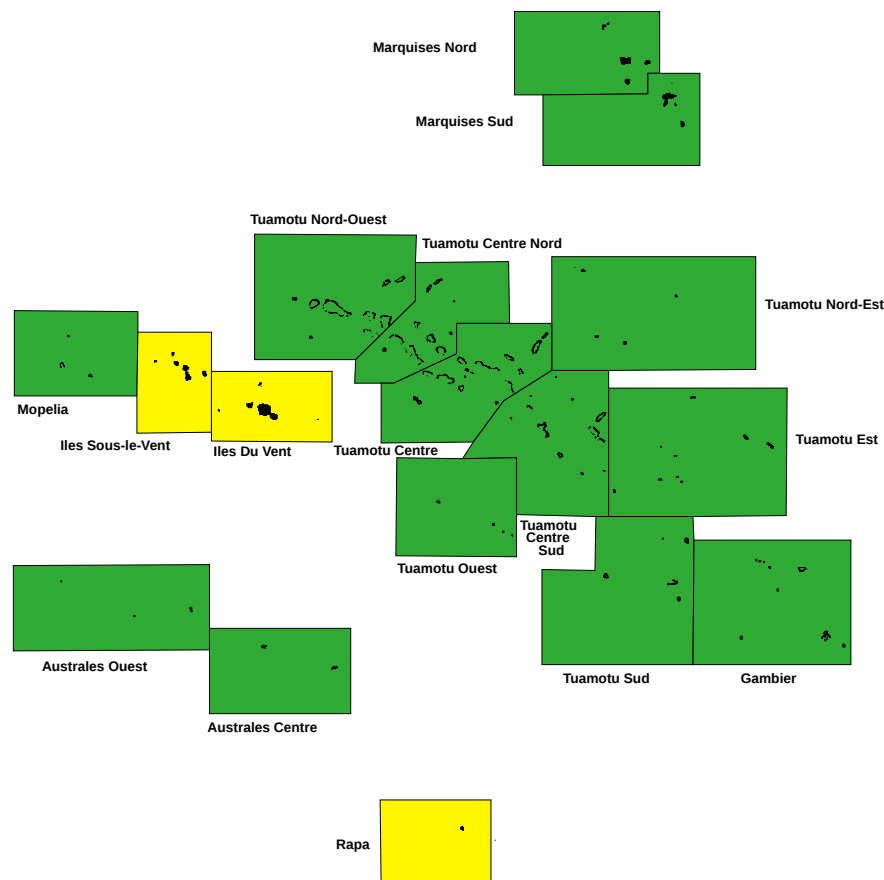 Marquises Nord
Marquises Sud
Tuamotu Nord-Ouest
Tuamotu Centre Nord
Tuamotu Nord-Est
Mopelia
Iles Sous-le-Vent
Iles Du Vent
Tuamotu Centre
Tuamotu Est
Tuamotu
Centre
Sud
Tuamotu Ouest
Australes Ouest
Tuamotu Sud
Gambier
Australes Centre
Rapa